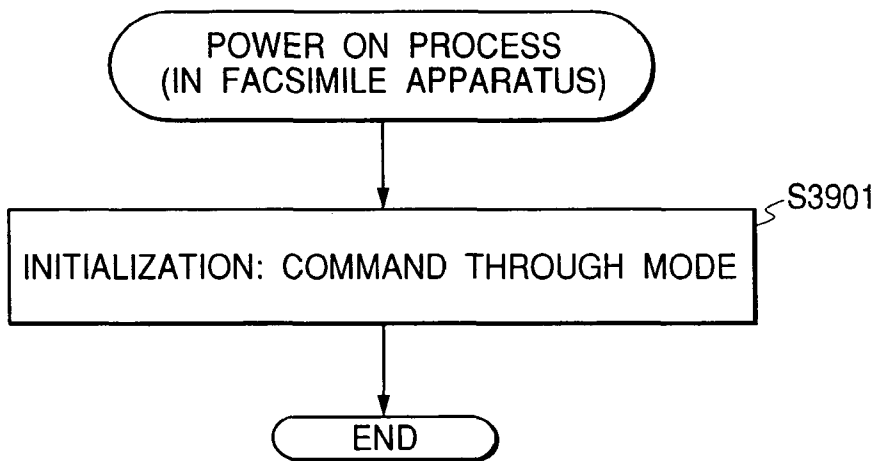 POWER ON PROCESS
(IN FACSIMILE APPARATUS)
S3901
INITIALIZATION: COMMAND THROUGH MODE
END